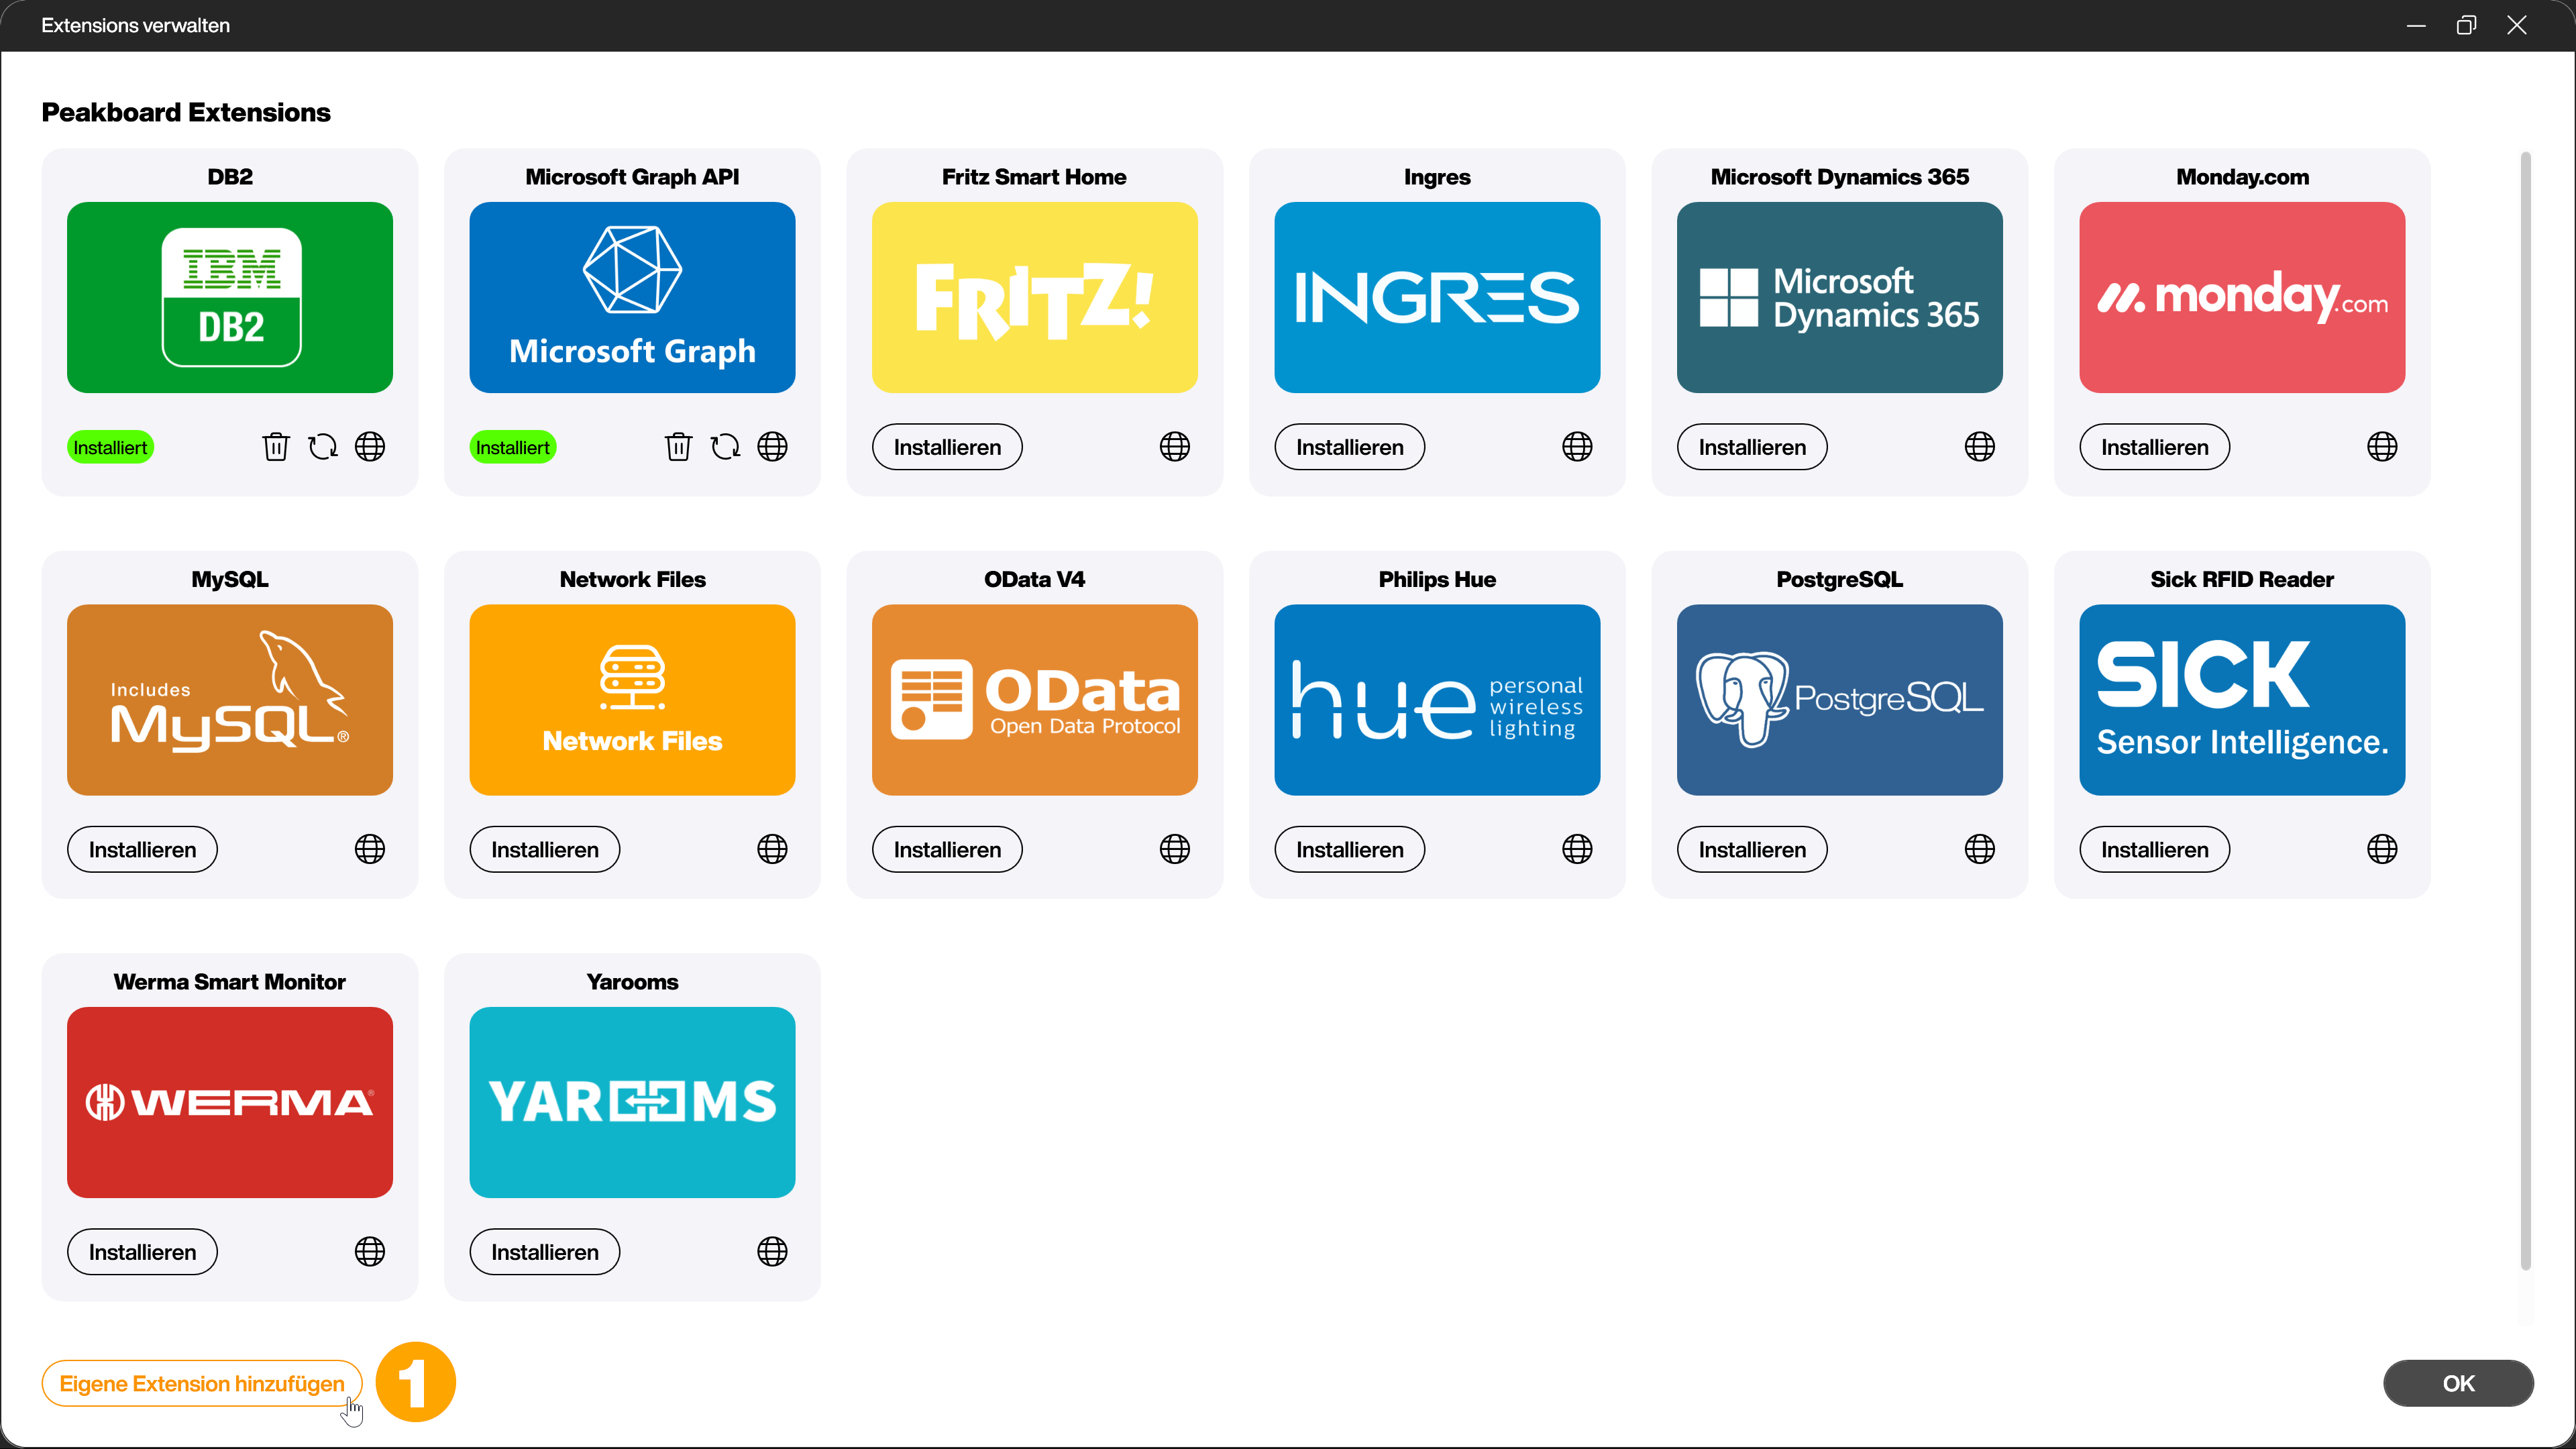 Extensions verwalten
Peakboard Extensions
DB2
Microsoft Graph API
Fritz Smart Home
Ingres
Microsoft Dynamics 365
Monday.com
IBM
DB2
Microsoft Graph
FRITZ!
INGRES
Microsoft
Dynamics 365
monday.com
Installiert
Installiert
Installieren
Installieren
Installieren
Installieren
MySQL
Network Files
OData V4
Philips Hue
PostgreSQL
Sick RFID Reader
Includes
MySQL®
Network Files
OData
Open Data Protocol
hue
personal
wireless
lighting
PostgreSQL
SICK
Sensor Intelligence.
Installieren
Installieren
Installieren
Installieren
Installieren
Installieren
Werma Smart Monitor
Yarooms
WERMA®
YAROOMS
Installieren
Installieren
Eigene Extension hinzufügen
1
OK